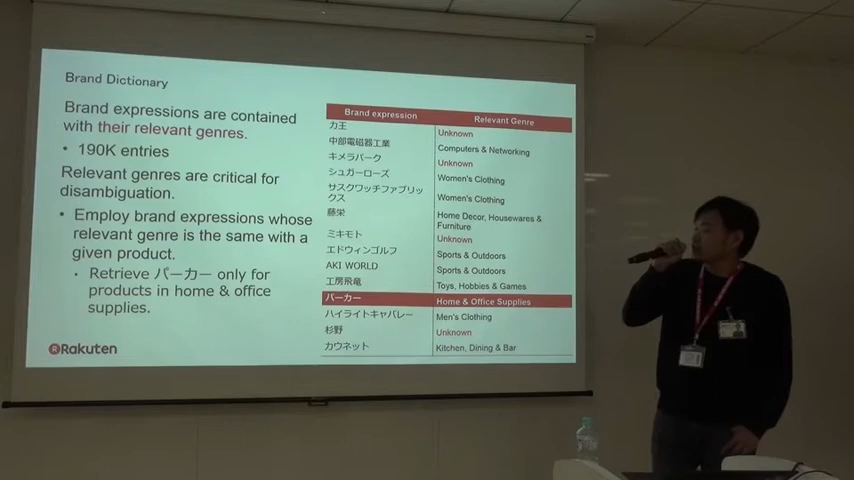 Brand Dictionary
Brand expressions are contained
with their relevant genres.
• 190K entries
Relevant genres are critical for
disambiguation.
• Employ brand expressions whose
relevant genre is the same with a
given product.
• Retrieve パーカー only for
products in home & office
supplies.
Rakuten
Brand expression Relevant Genre
力王 Unknown
中部電磁器工業 Computers & Networking
キメラパーク Unknown
シュガーローズ Women's Clothing
サスクワッチファブリッ
クス Women's Clothing
藤栄 Home Decor, Housewares &
Furniture
ミキモト Unknown
エドウィンゴルフ Sports & Outdoors
AKI WORLD Sports & Outdoors
工房飛竜 Toys, Hobbies & Games
パーカー Home & Office Supplies
ハイライトキャバレー Men's Clothing
杉野 Unknown
カウネット Kitchen, Dining & Bar